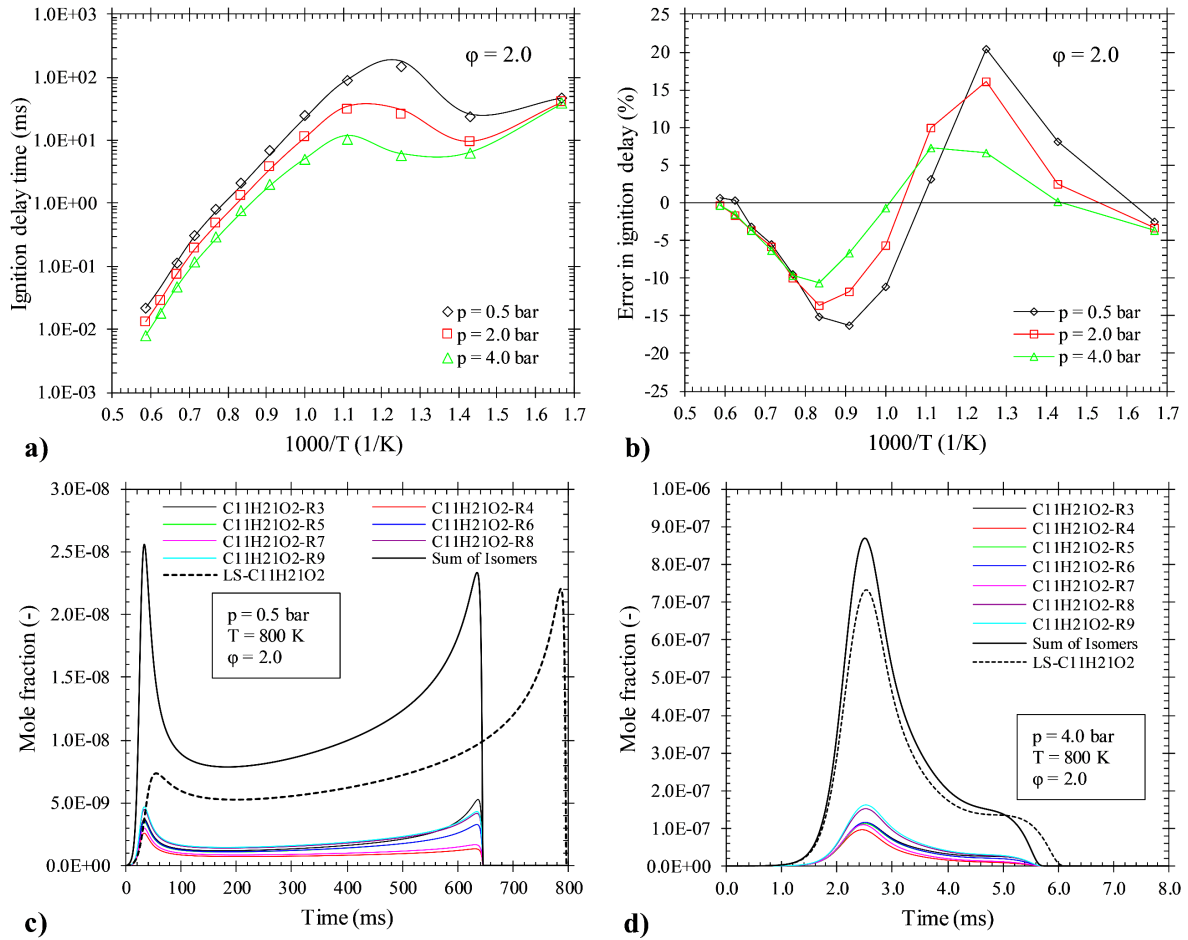 1.0E+03
1.0E+02
1.0E+01
1.0E+00
1.0E-01
1.0E-02
1.0E-03
Ignition delay time (ms)
φ = 2.0
p = 0.5 bar
p = 2.0 bar
p = 4.0 bar
0.5 0.6 0.7 0.8 0.9 1.0 1.1 1.2 1.3 1.4 1.5 1.6 1.7
1000/T (1/K)
a)
25
20
15
10
5
0
-5
-10
-15
-20
-25
Error in ignition delay (%)
φ = 2.0
p = 0.5 bar
p = 2.0 bar
p = 4.0 bar
0.5 0.6 0.7 0.8 0.9 1.0 1.1 1.2 1.3 1.4 1.5 1.6 1.7
1000/T (1/K)
b)
3.0E-08
2.5E-08
2.0E-08
1.5E-08
1.0E-08
5.0E-09
0.0E+00
Mole fraction (-)
C11H21O2-R3 C11H21O2-R4
C11H21O2-R5 C11H21O2-R6
C11H21O2-R7 C11H21O2-R8
C11H21O2-R9 Sum of Isomers
LS-C11H21O2
p = 0.5 bar
T = 800 K
φ = 2.0
0 100 200 300 400 500 600 700 800
Time (ms)
c)
1.0E-06
9.0E-07
8.0E-07
7.0E-07
6.0E-07
5.0E-07
4.0E-07
3.0E-07
2.0E-07
1.0E-07
0.0E+00
Mole fraction (-)
C11H21O2-R3
C11H21O2-R4
C11H21O2-R5
C11H21O2-R6
C11H21O2-R7
C11H21O2-R8
C11H21O2-R9
Sum of Isomers
LS-C11H21O2
p = 4.0 bar
T = 800 K
φ = 2.0
0.0 1.0 2.0 3.0 4.0 5.0 6.0 7.0 8.0
Time (ms)
d)